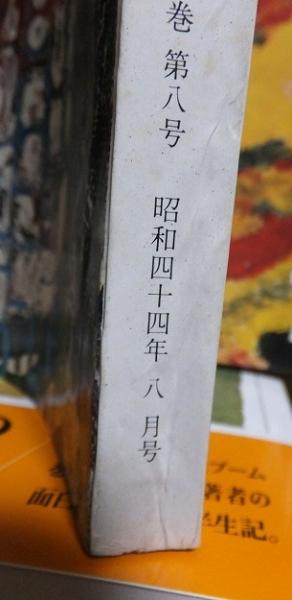 巻 第八号 昭和四十四年 八月号
ブーム
面白
著者の
生記。